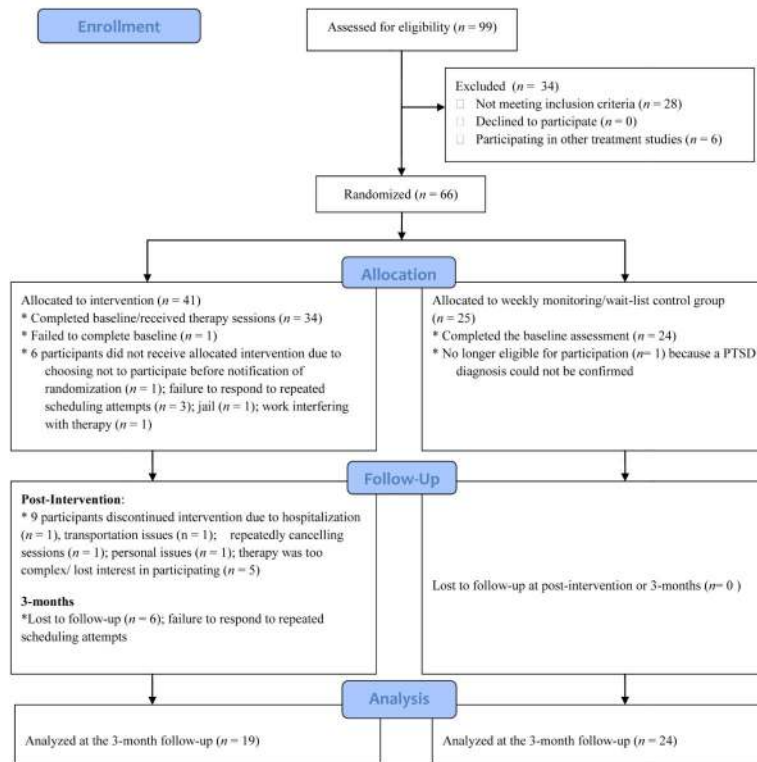 Enrollment
Assessed for eligibility (n = 99)
Excluded (n = 34)
Not meeting inclusion criteria (n = 28)
Declined to participate (n = 0)
Participating in other treatment studies (n = 6)
Randomized (n = 66)
Allocation
Allocated to intervention (n = 41)
* Completed baseline/received therapy sessions (n = 34)
* Failed to complete baseline (n = 1)
* 6 participants did not receive allocated intervention due to
choosing not to participate before notification of
randomization (n = 1); failure to respond to repeated
scheduling attempts (n = 3); jail (n = 1); work interfering
with therapy (n = 1)
Allocated to weekly monitoring/wait-list control group
(n = 25)
* Completed the baseline assessment (n = 24)
* No longer eligible for participation (n= 1) because a PTSD
diagnosis could not be confirmed
Follow-Up
Post-Intervention:
* 9 participants discontinued intervention due to hospitalization
(n = 1), transportation issues (n = 1); repeatedly cancelling
sessions (n = 1); personal issues (n = 1); therapy was too
complex/ lost interest in participating (n = 5)
3-months
*Lost to follow-up (n = 6); failure to respond to repeated
scheduling attempts
Lost to follow-up at post-intervention or 3-months (n= 0 )
Analysis
Analyzed at the 3-month follow-up (n = 19)
Analyzed at the 3-month follow-up (n = 24)